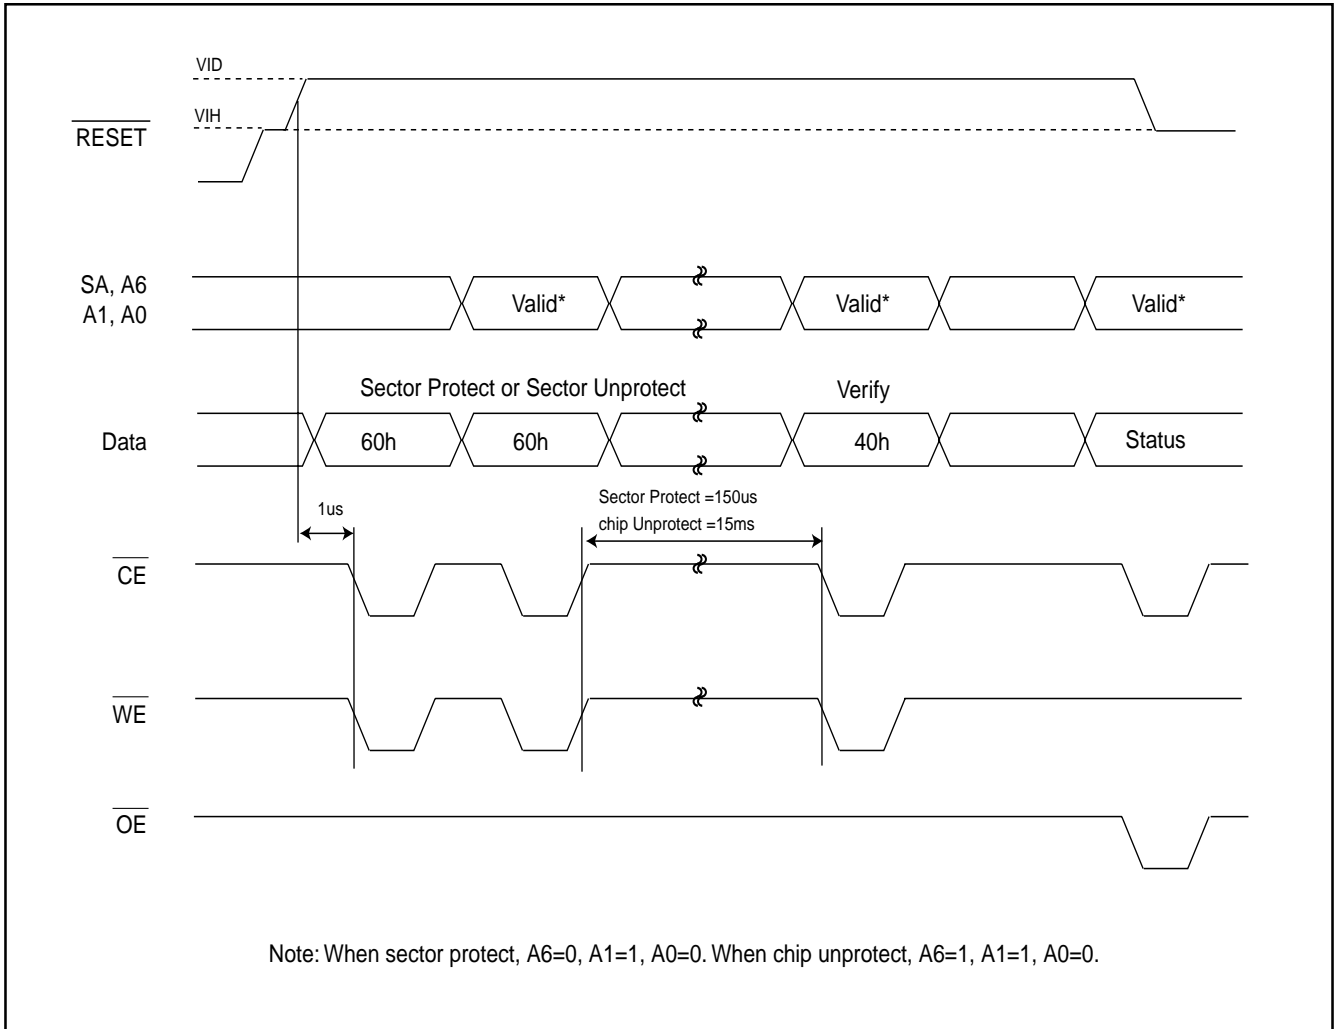 VID
VIH
RESET
SA, A6
A1, A0
Valid*
Valid*
Valid*
Sector Protect or Sector Unprotect
Verify
Data
60h
60h
40h
Status
1us
Sector Protect =150us
chip Unprotect =15ms
CE
WE
OE
Note: When sector protect, A6=0, A1=1, A0=0. When chip unprotect, A6=1, A1=1, A0=0.